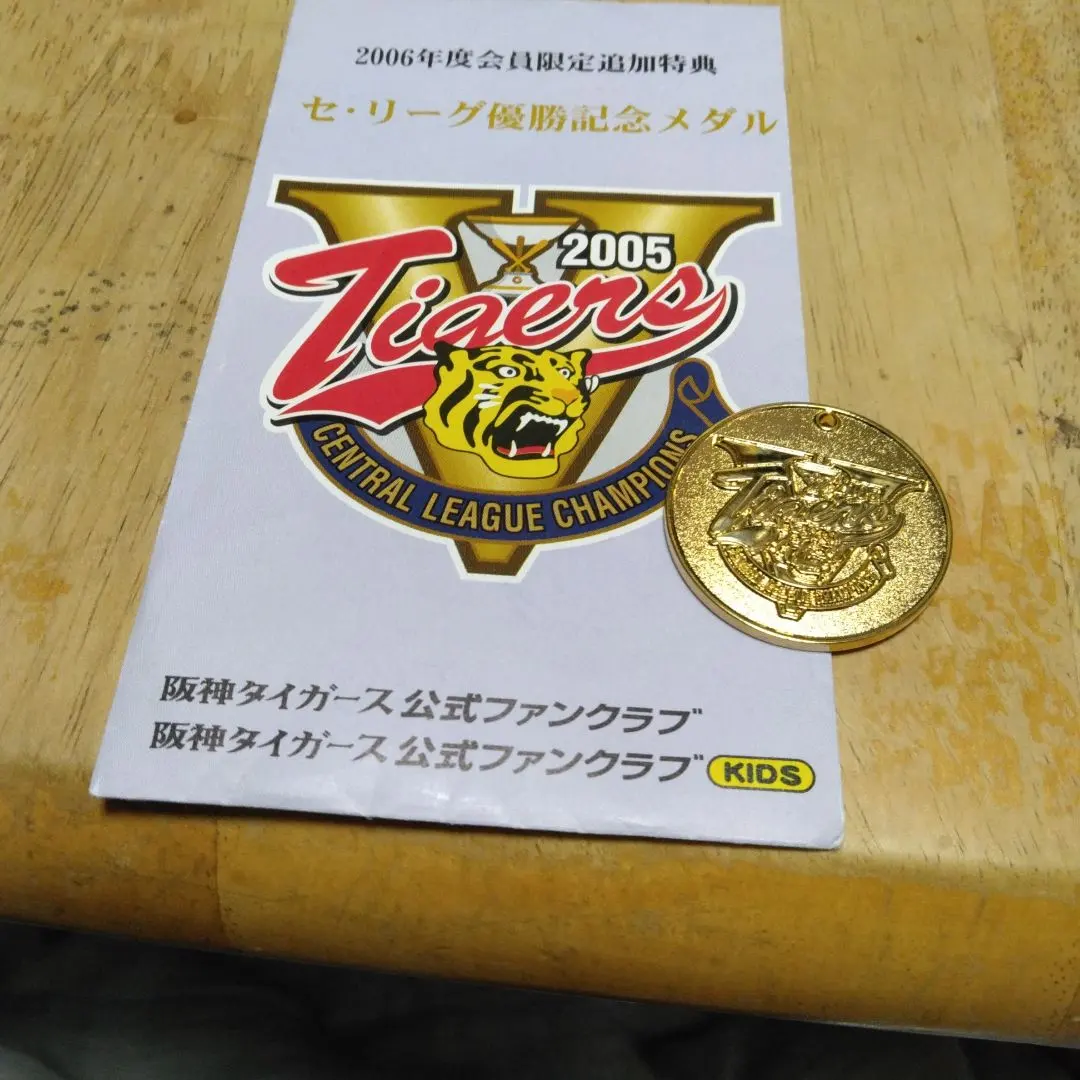 2006年度会員限定追加特典
セ・リーグ優勝記念メダル
2005
Tigers
CENTRAL LEAGUE CHAMPIONS
Tigers
阪神タイガース 公式ファンクラブ
阪神タイガース 公式ファンクラブ KIDS